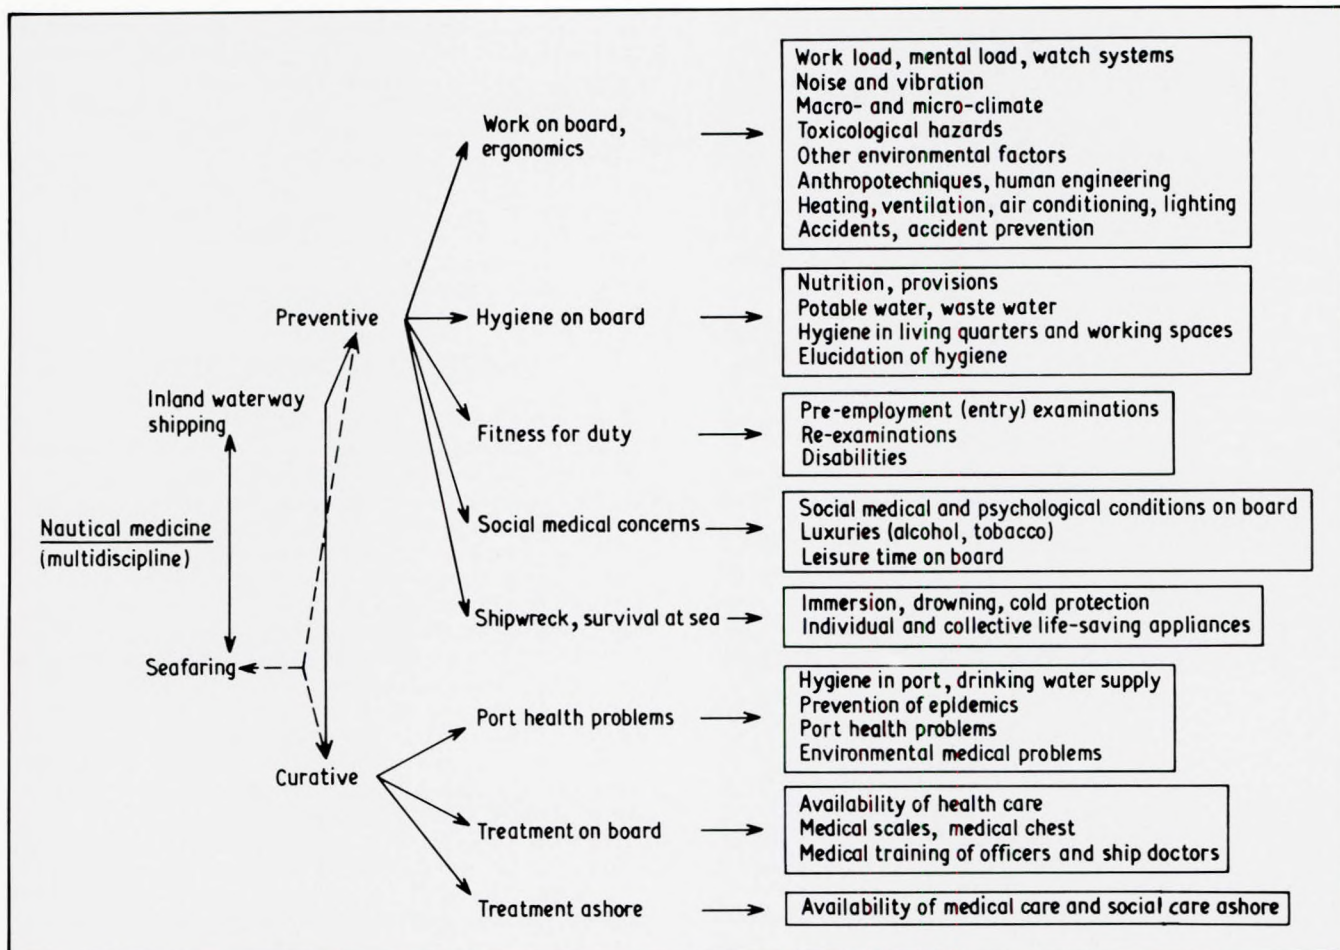 Work load, mental load, watch systems
Noise and vibration
Macro- and micro-climate
Toxicological hazards
Other environmental factors
Anthropotechniques, human engineering
Heating, ventilation, air conditioning, lighting
Accidents, accident prevention
Work on board,
ergonomics
Nutrition, provisions
Potable water, waste water
Hygiene in living quarters and working spaces
Elucidation of hygiene
Preventive
Hygiene on board
Inland waterway
shipping
Pre-employment (entry) examinations
Re-examinations
Disabilities
Fitness for duty
Social medical and psychological conditions on board
Luxuries (alcohol, tobacco)
Leisure time on board
Social medical concerns
Nautical medicine
(multidiscipline)
Immersion, drowning, cold protection
Individual and collective life-saving appliances
Shipwreck, survival at sea
Seafaring
Hygiene in port, drinking water supply
Prevention of epidemics
Port health problems
Environmental medical problems
Port health problems
Curative
Availability of health care
Medical scales, medical chest
Medical training of officers and ship doctors
Treatment on board
Treatment ashore
Availability of medical care and social care ashore